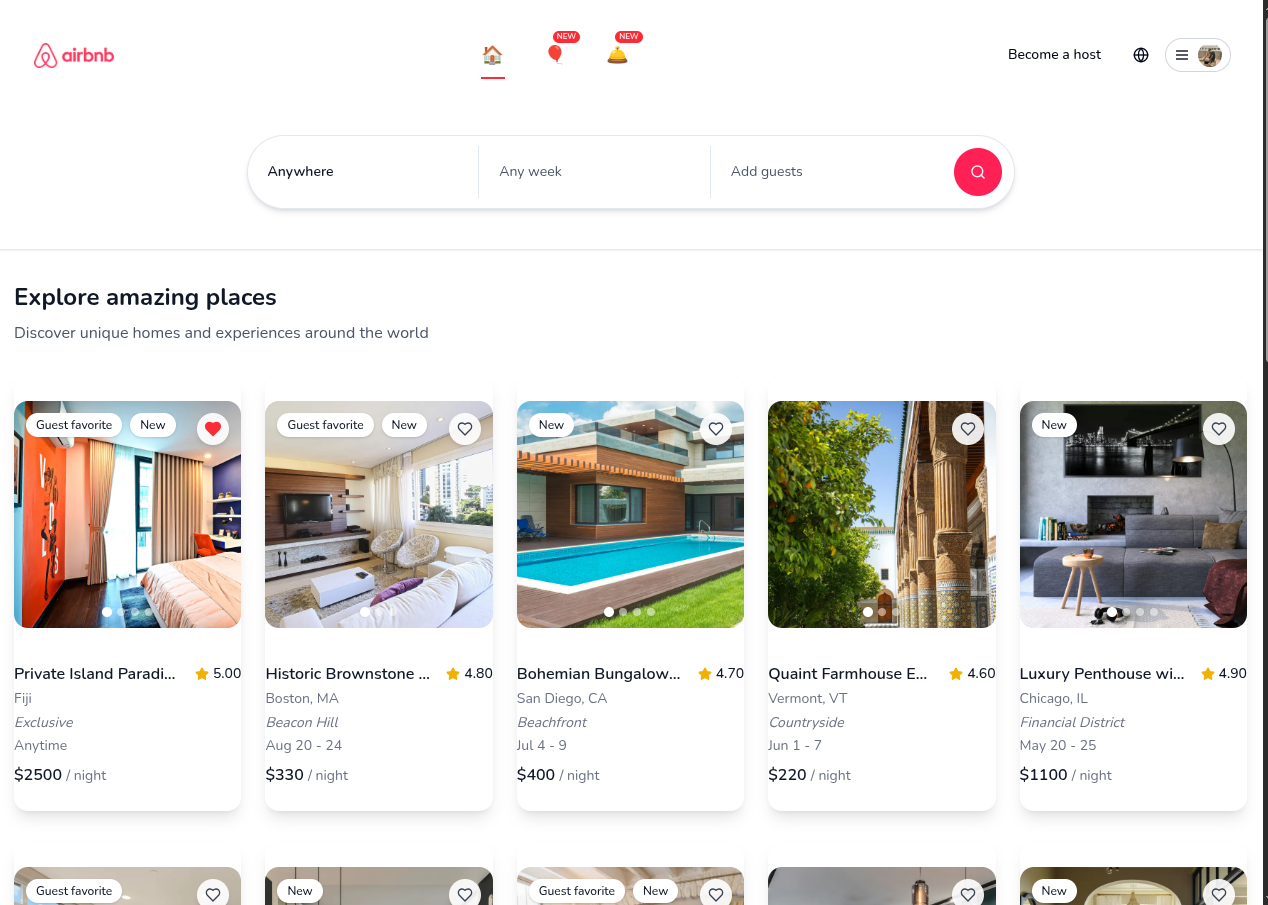 airbnb
NEW
NEW
Become a host
Anywhere
Any week
Add guests
Explore amazing places
Discover unique homes and experiences around the world
Guest favorite
New
Guest favorite
New
New
New
Private Island Paradi...
5.00
Fiji
Exclusive
Anytime
$2500 / night
Historic Brownstone ...
4.80
Boston, MA
Beacon Hill
Aug 20 - 24
$330 / night
Bohemian Bungalow...
4.70
San Diego, CA
Beachfront
Jul 4 - 9
$400 / night
Quaint Farmhouse E...
4.60
Vermont, VT
Countryside
Jun 1 - 7
$220 / night
Luxury Penthouse wi...
4.90
Chicago, IL
Financial District
May 20 - 25
$1100 / night
Guest favorite
New
Guest favorite
New
New